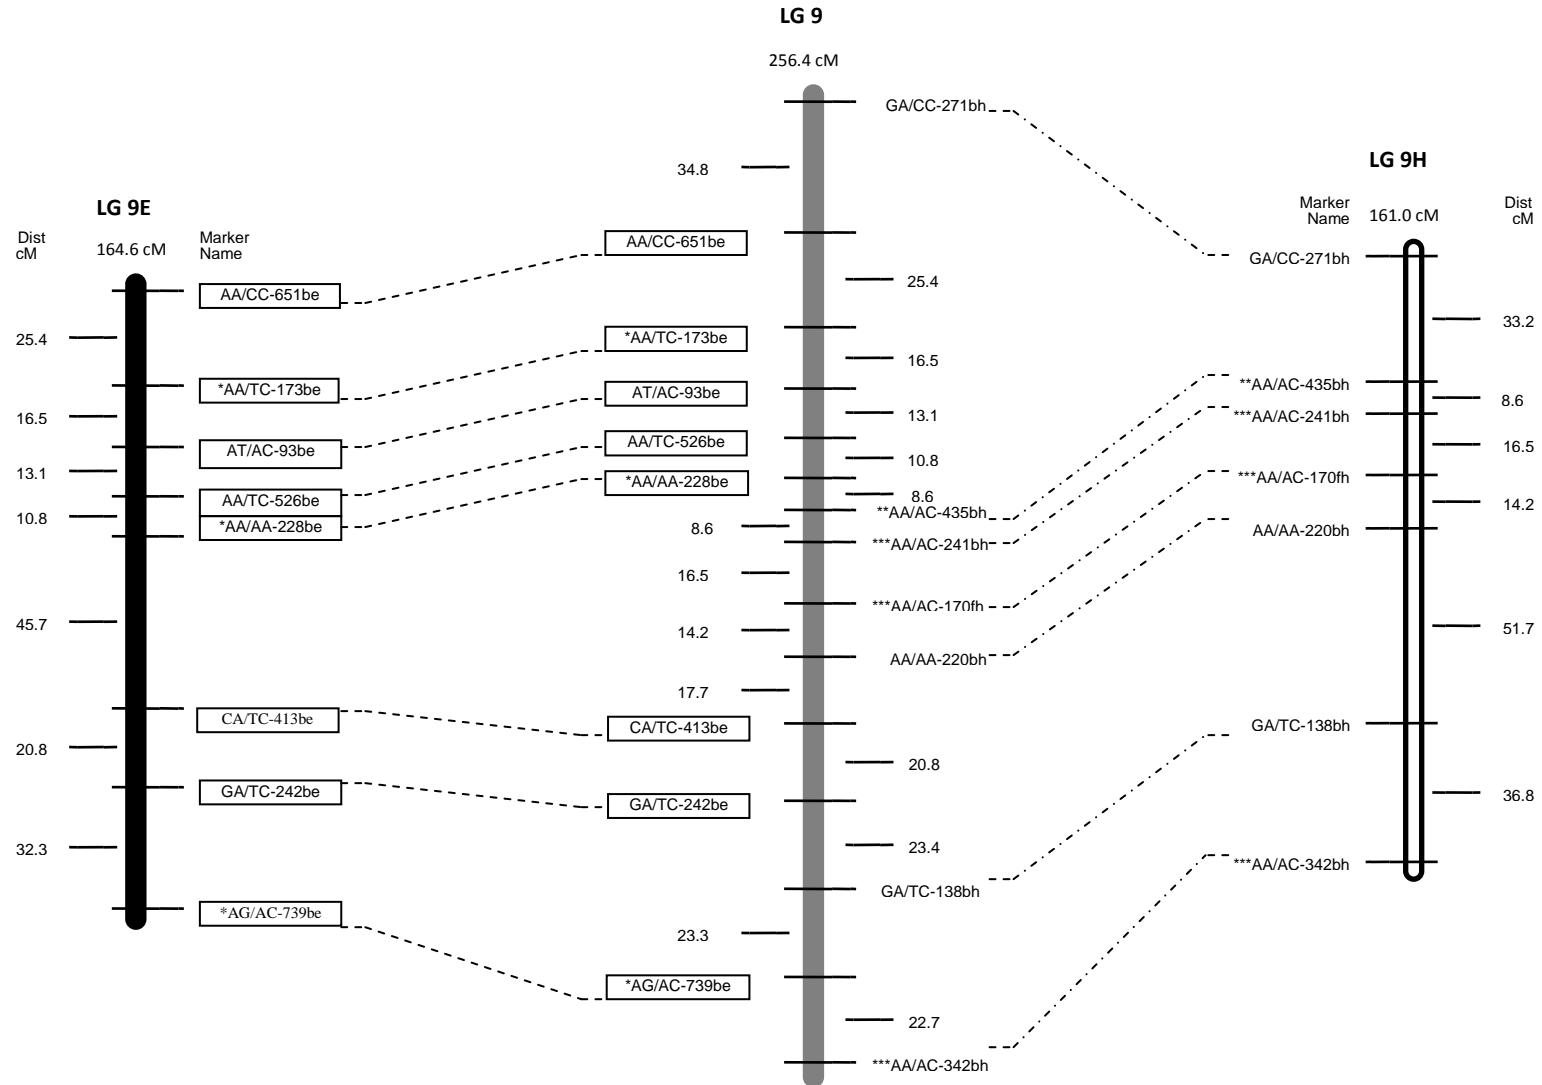 LG 9
256.4 cM
GA/CC-271bh
34.8
AA/CC-651be
25.4
*AA/TC-173be
16.5
AT/AC-93be
13.1
AA/TC-526be
10.8
*AA/AA-228be
8.6
**AA/AC-435bh
8.6
***AA/AC-241bh
16.5
***AA/AC-170fh
14.2
AA/AA-220bh
17.7
CA/TC-413be
20.8
GA/TC-242be
23.4
GA/TC-138bh
23.3
*AG/AC-739be
22.7
***AA/AC-342bh
LG 9E
Dist
cM
164.6 cM
Marker
Name
AA/CC-651be
25.4
*AA/TC-173be
16.5
AT/AC-93be
13.1
AA/TC-526be
10.8
*AA/AA-228be
45.7
CA/TC-413be
20.8
GA/TC-242be
32.3
*AG/AC-739be
LG 9H
Marker
Name
161.0 cM
Dist
cM
GA/CC-271bh
33.2
**AA/AC-435bh
8.6
***AA/AC-241bh
16.5
***AA/AC-170fh
14.2
AA/AA-220bh
51.7
GA/TC-138bh
36.8
***AA/AC-342bh